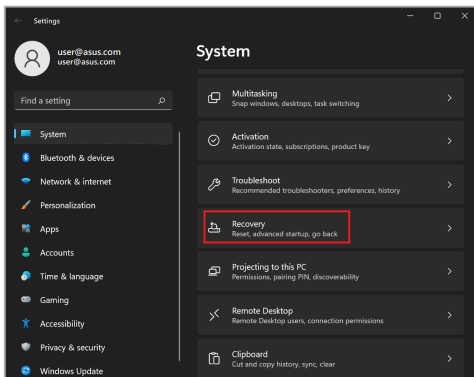 Settings
user@asus.com
user@asus.com
Find a setting
System
Bluetooth & devices
Network & internet
Personalization
Apps
Accounts
Time & language
Gaming
Accessibility
Privacy & security
Windows Update
System
Multitasking
Snap windows, desktops, task switching
Activation
Activation state, subscriptions, product key
Troubleshoot
Recommended troubleshooters, preferences, history
Recovery
Reset, advanced startup, go back
Projecting to this PC
Permissions, pairing PIN, discoverability
Remote Desktop
Remote Desktop users, connection permissions
Clipboard
Cut and copy history, sync, clear